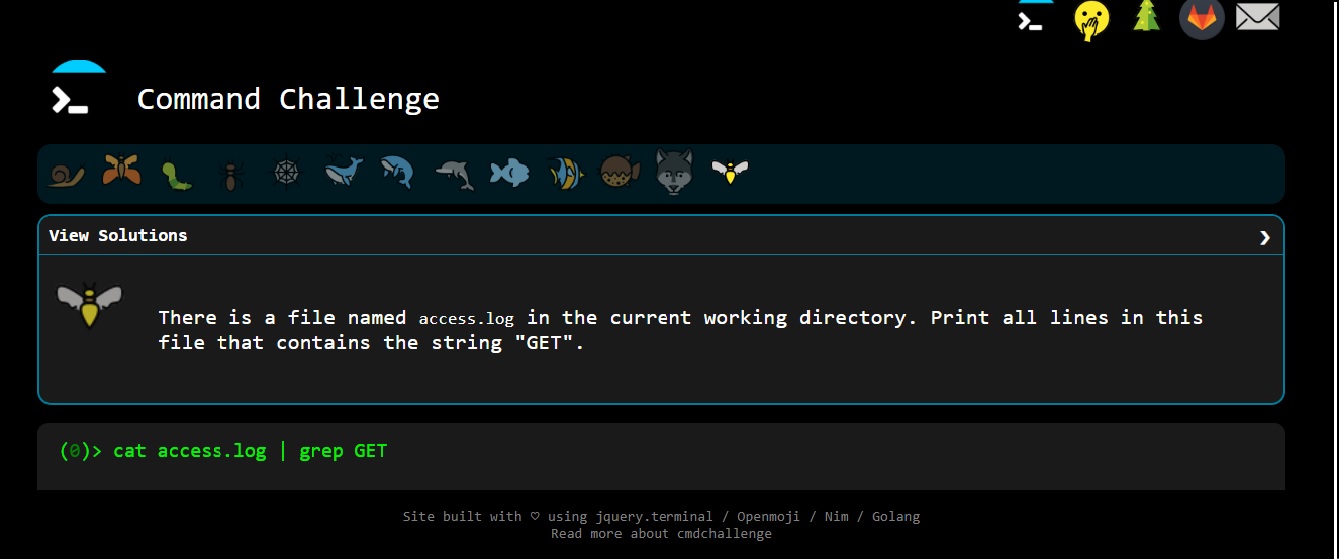 Command Challenge
View Solutions
There is a file named access.log in the current working directory. Print all lines in this
file that contains the string "GET".
(0)> cat access.log | grep GET
Site built with ♡ using jquery.terminal / Openmoji / Nim / Golang
Read more about cmdchallenge